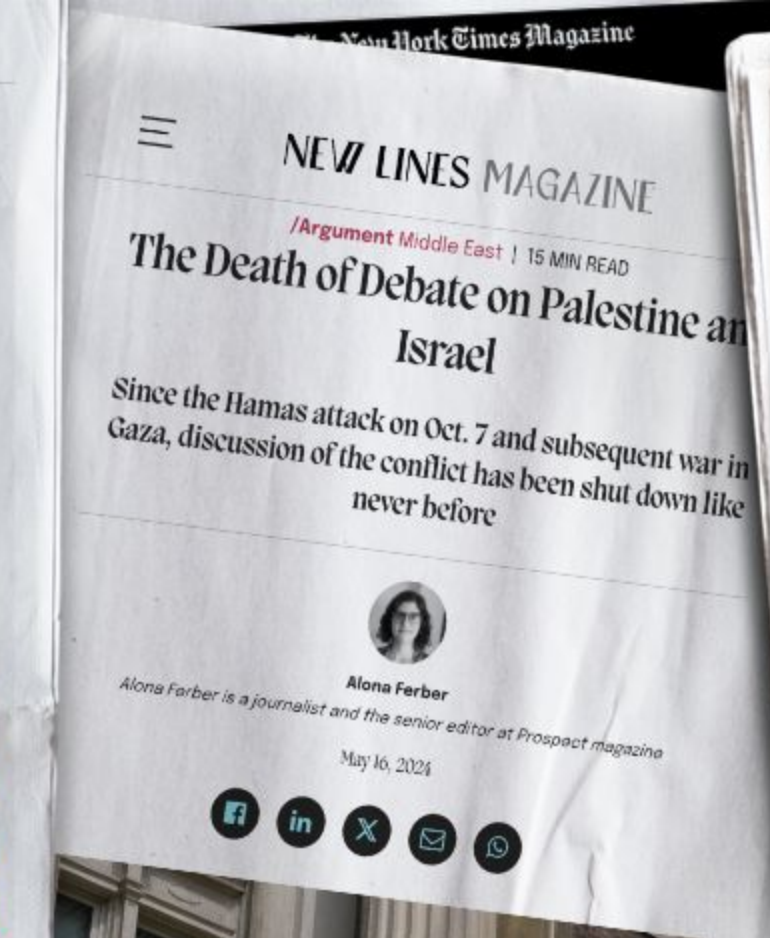 New York Times Magazine
NEW LINES MAGAZINE
/Argument Middle East | 15 MIN READ
The Death of Debate on Palestine an
Israel
Since the Hamas attack on Oct. 7 and subsequent war in
Gaza, discussion of the conflict has been shut down like
never before
Alona Ferber
Alona Ferber is a journalist and the senior editor at Prospect magazine
May 16, 2024